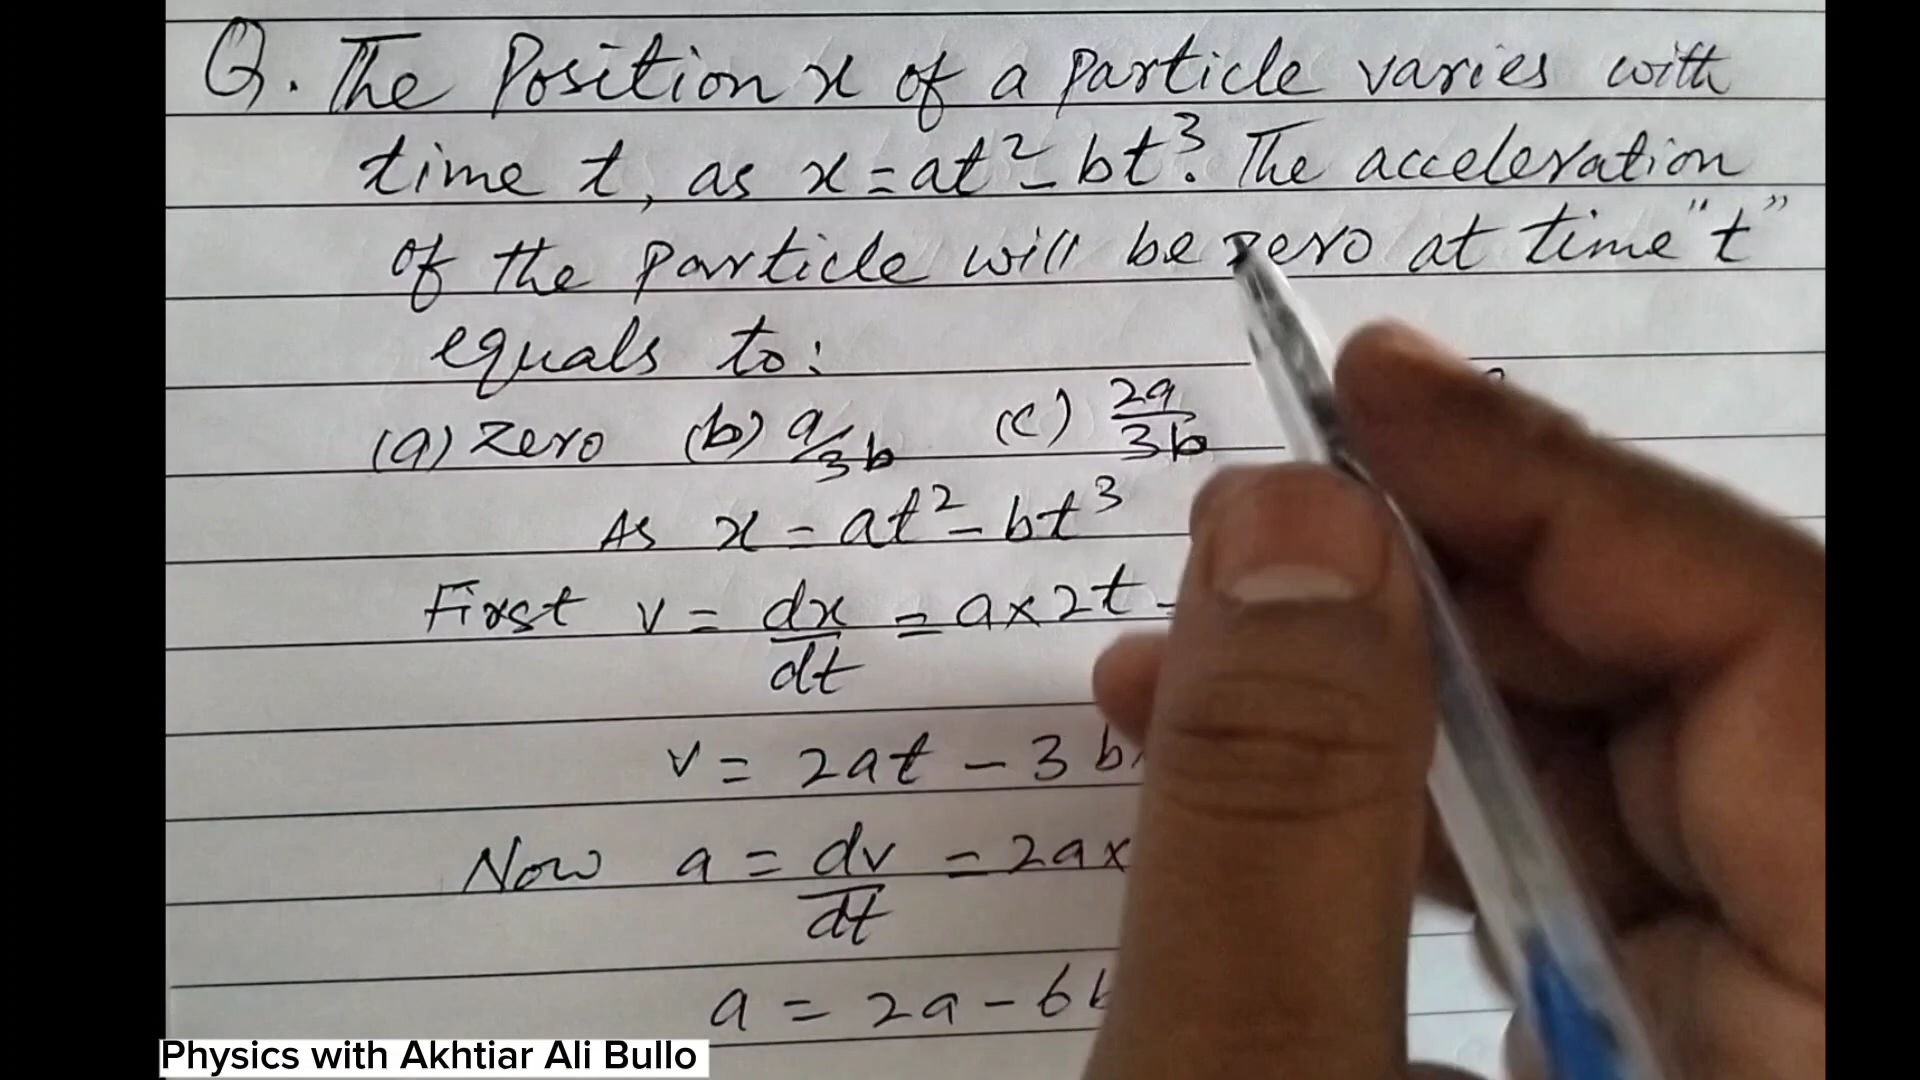 Q. The Position x of a particle varies with
time t, as x = at² - bt³. The acceleration
of the particle will be zero at time "t"
equals to:
(a) Zero (b) a/3b (c) 2a/3b
As x = at² - bt³
First v = dx/dt = a×2t -
v = 2at - 3b
Now a = dv/dt = 2a×
a = 2a - 6b
Physics with Akhtiar Ali Bullo